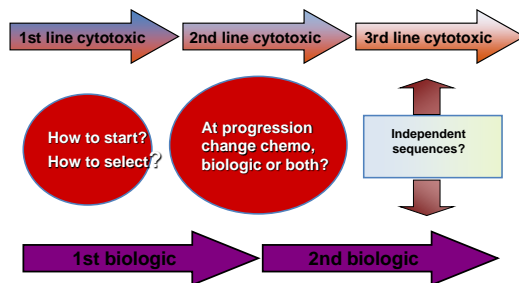 1st line cytotoxic
2nd line cytotoxic
3rd line cytotoxic
How to start?
How to select?
At progression
change chemo,
biologic or both?
Independent
sequences?
1st biologic
2nd biologic